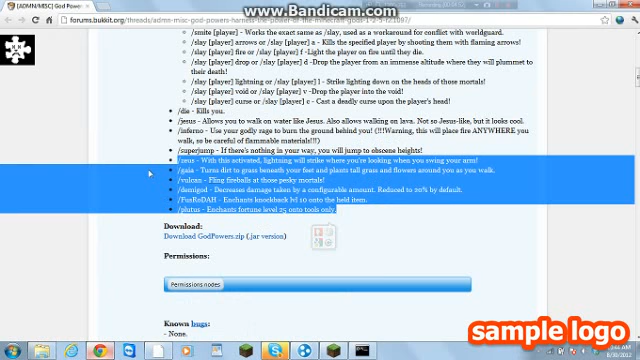 www.Bandicam.com
[ADMN/MISC] God Power
forums.bukkit.org/threads/admn-misc-god-powers-harness-the-power-of-the-minecraft-gods-1-2-5-r
/smite [player] - Works the exact same as /slay, used as a workaround for conflict with worldguard.
/slay [player] arrows or /slay [player] a - Kills the specified player by shooting them with flaming arrows!
/slay [player] fire or /slay [player] f - Light the player on fire until they die.
/slay [player] drop or /slay [player] d - Drop the player from an immense altitude where they will plummet to
their death!
/slay [player] lightning or /slay [player] l - Strike lighting down on the heads of those mortals!
/slay [player] void or /slay [player] v - Drop the player into the void!
/slay [player] curse or /slay [player] c - Cast a deadly curse upon the player's head!
/die - Kills you.
/jesus - Allows you to walk on water like Jesus. Also allows walking on lava. Not so Jesus-like, but it looks cool.
/inferno - Use your godly rage to burn the ground behind you! (!!!Warning, this will place fire ANYWHERE you
walk, so be careful of flammable materials!!!)
/superjump - If there's nothing in your way, you will jump to obscene heights!
/zeus - With this activated, lightning will strike where you're looking when you swing your arm!
/gaia - Turns dirt to grass beneath your feet and plants tall grass and flowers around you as you walk.
/vulcan - Fling fireballs at those pesky mortals!
/demigod - Decreases damage taken by a configurable amount. Reduced to 20% by default.
/FusRoDAH - Enchants knockback lvl 10 onto the held item.
/plutus - Enchants fortune level 25 onto tools only.
Download:
Download GodPowers.zip (.jar version)
Permissions:
Permissions nodes
Known bugs:
- None.
8/30/2012
sample logo